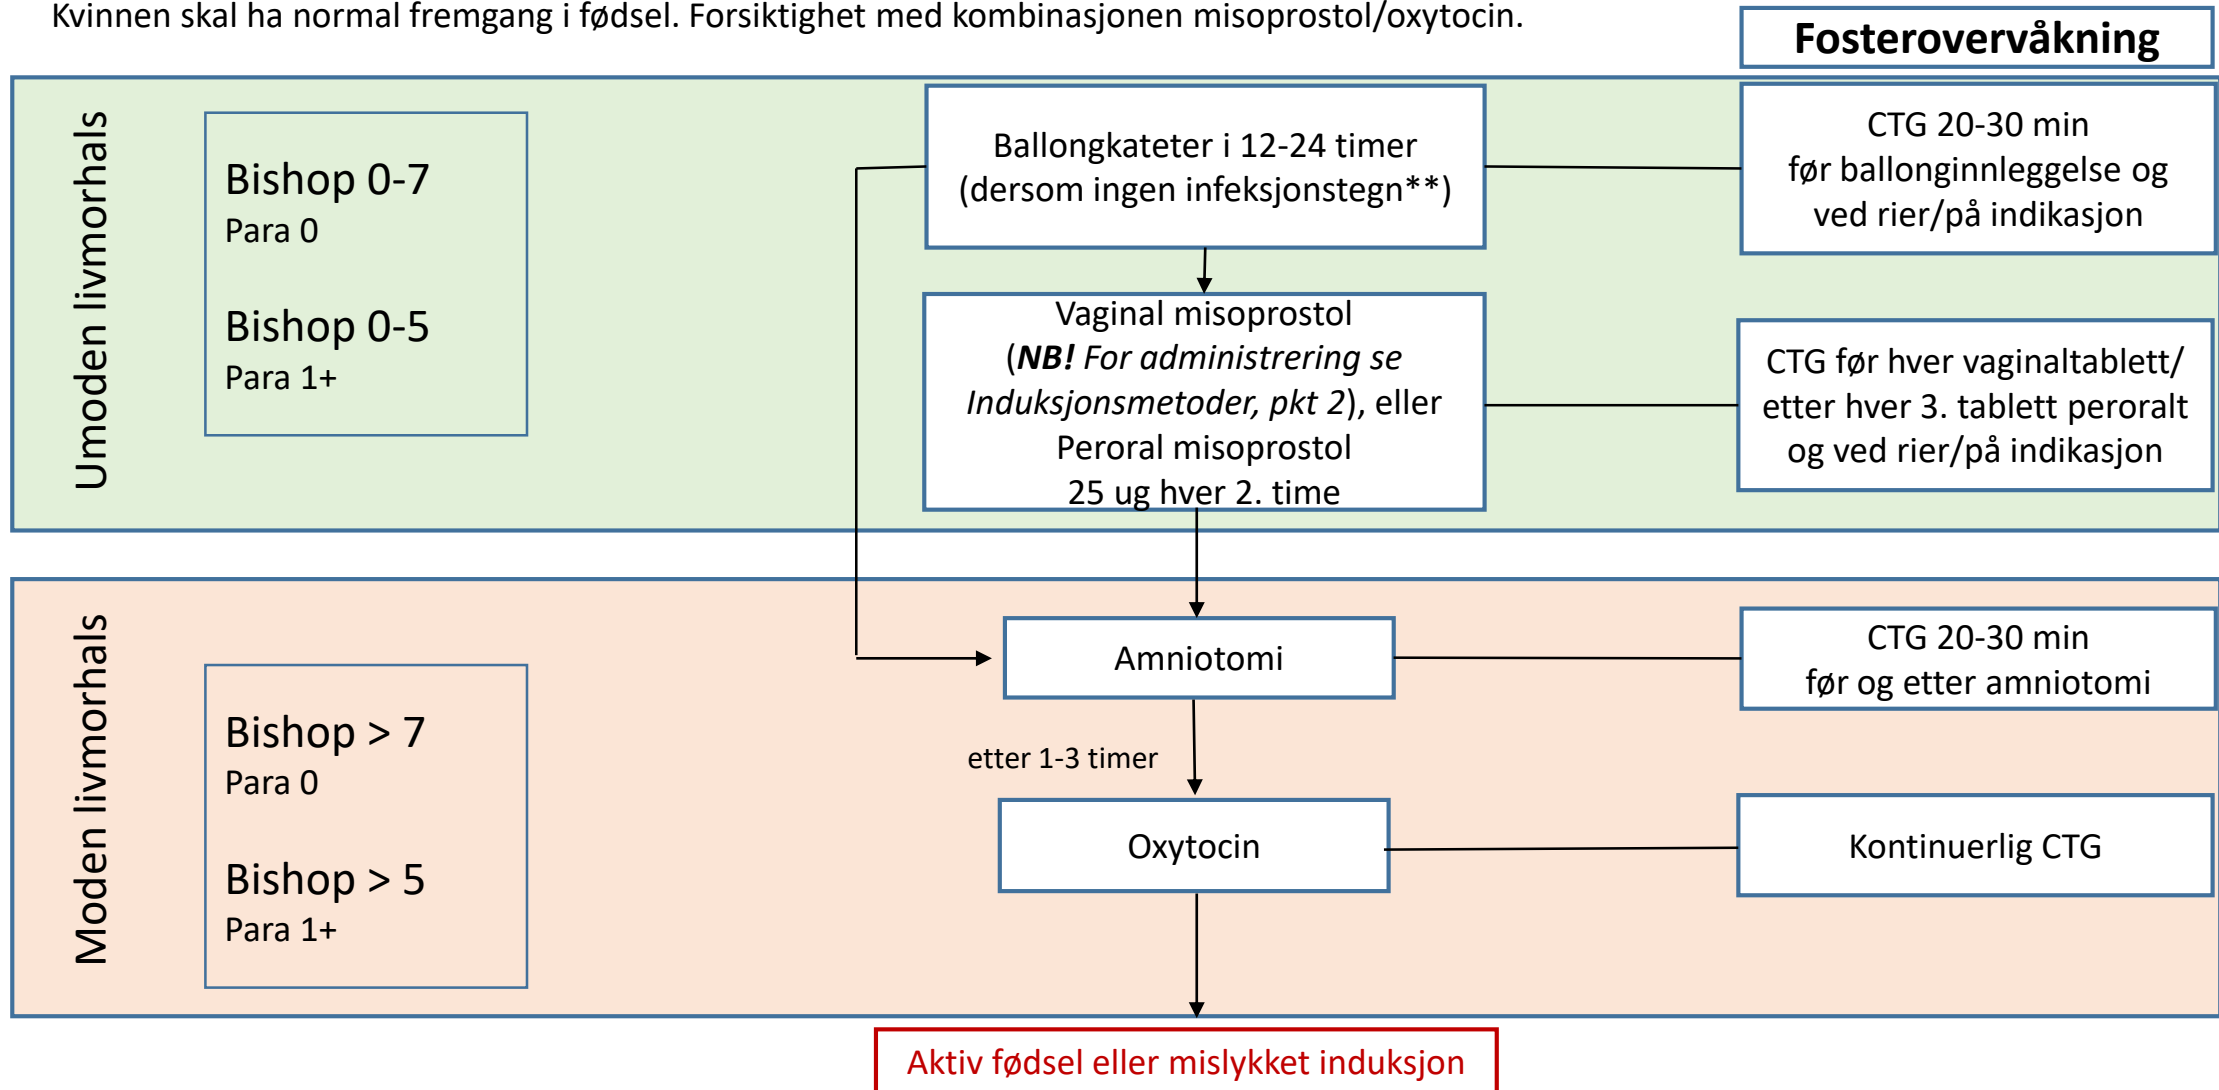 Kvinnen skal ha normal fremgang i fødsel. Forsiktighet med kombinasjonen misoprostol/oxytocin.
Fosterovervåkning
Umoden livmorhals
Bishop 0-7
Para 0
Bishop 0-5
Para 1+
Ballongkateter i 12-24 timer
(dersom ingen infeksjonstegn**)
CTG 20-30 min
før ballonginnleggelse og
ved rier/på indikasjon
Vaginal misoprostol
(NB! For administrering se
Induksjonsmetoder, pkt 2), eller
Peroral misoprostol
25 ug hver 2. time
CTG før hver vaginaltablett/
etter hver 3. tablett peroralt
og ved rier/på indikasjon
Moden livmorhals
Bishop > 7
Para 0
Bishop > 5
Para 1+
Amniotomi
CTG 20-30 min
før og etter amniotomi
etter 1-3 timer
Oxytocin
Kontinuerlig CTG
Aktiv fødsel eller mislykket induksjon